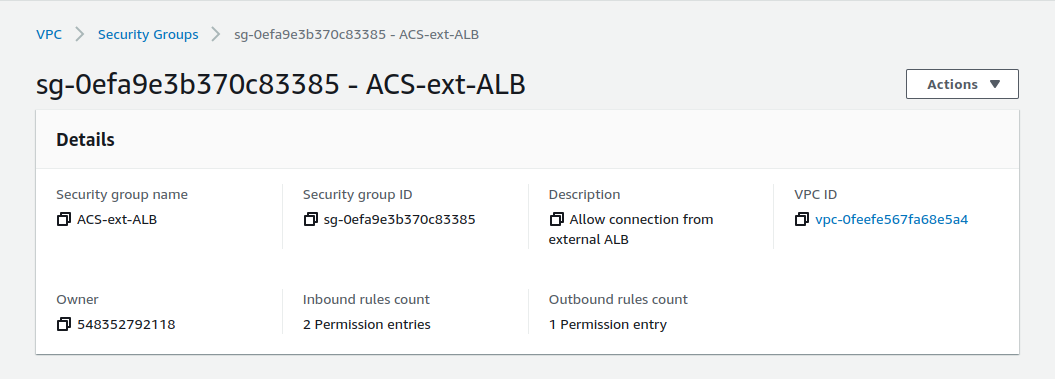 VPC > Security Groups > sg-0efa9e3b370c83385 - ACS-ext-ALB
sg-0efa9e3b370c83385 - ACS-ext-ALB
Actions
Details
Security group name
ACS-ext-ALB
Security group ID
sg-0efa9e3b370c83385
Description
Allow connection from
external ALB
VPC ID
vpc-0feefe567fa68e5a4
Owner
548352792118
Inbound rules count
2 Permission entries
Outbound rules count
1 Permission entry